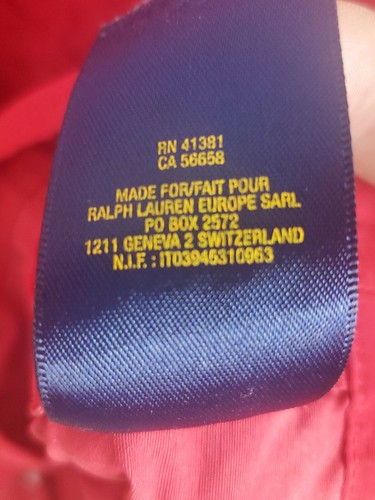 RN 41381
CA 56658
MADE FOR/FAIT POUR
RALPH LAUREN EUROPE SARL
PO BOX 2572
1211 GENEVA 2 SWITZERLAND
N.I.F. : IT03945310963